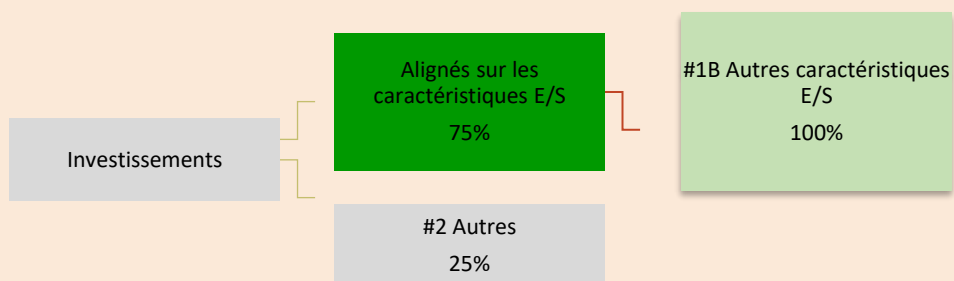 Investissements
Alignés sur les
caractéristiques E/S
75%
#1B Autres caractéristiques
E/S
100%
#2 Autres
25%